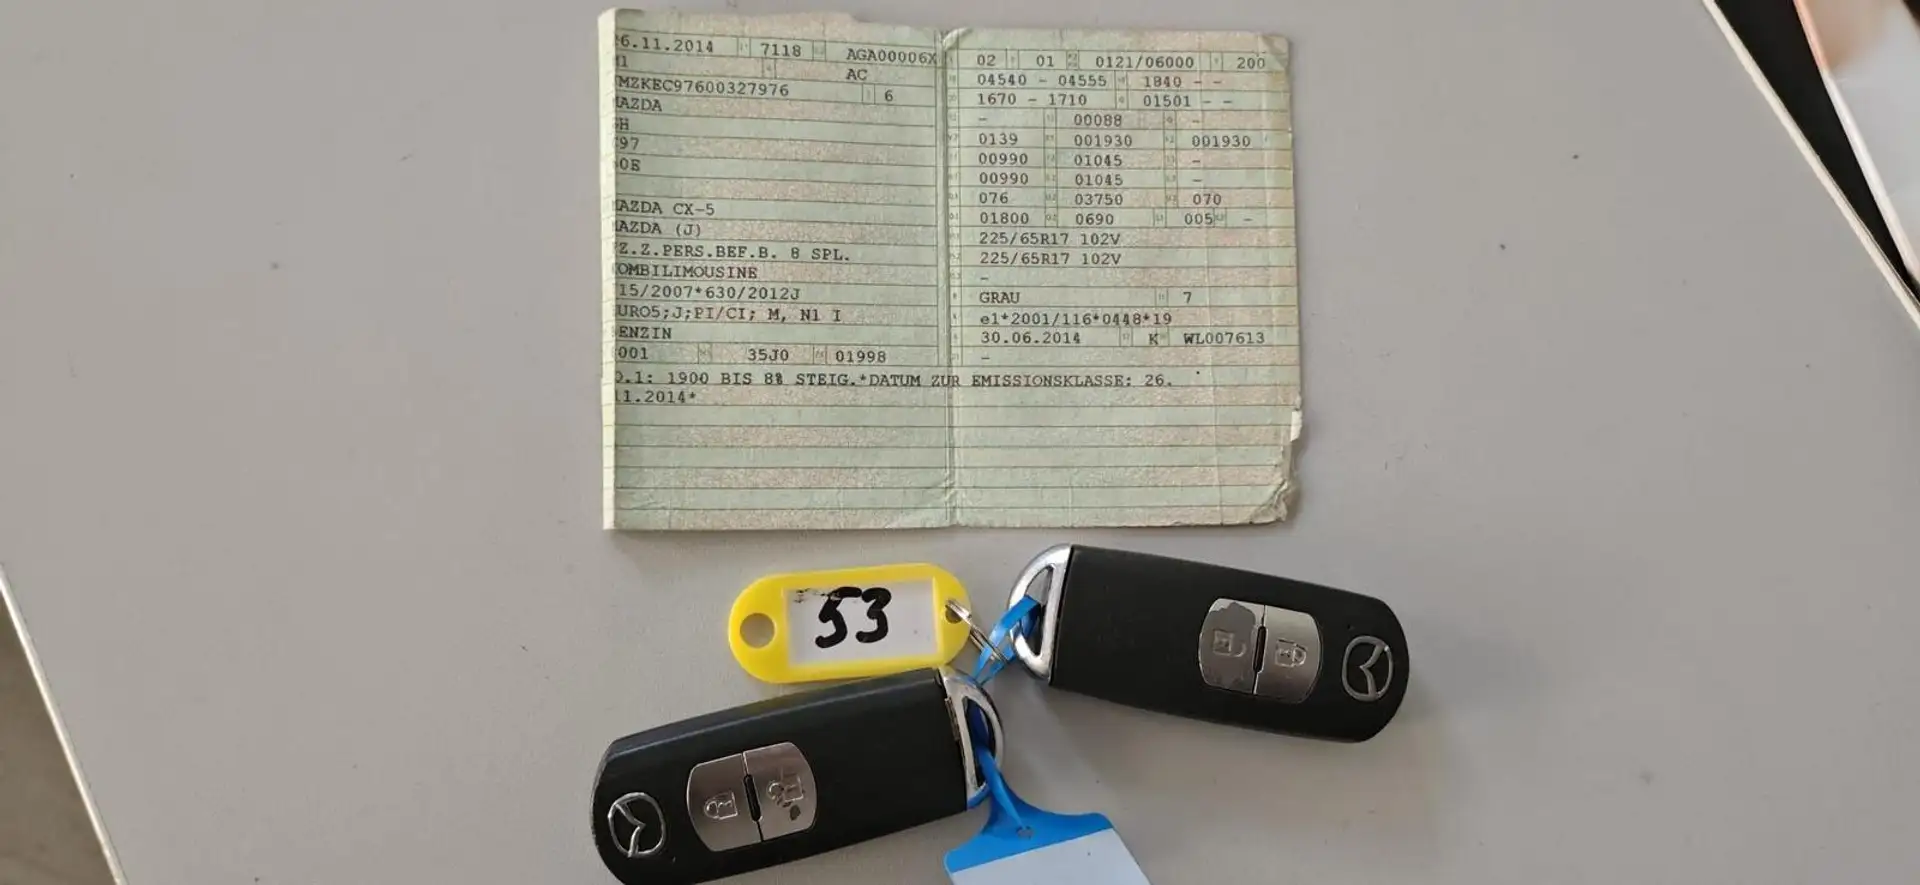 6.11.2014 7118 AGA00006X
AC
MZKEC97600327976 6
AZDA
H
97
0E
AZDA CX-5
AZDA (J)
Z.Z.PERS.BEF.B. 8 SPL.
OMBILIMOUSINE
15/2007*630/2012J
URO5;J;PI/CI; M, N1 I
ENZIN
001 35J0 01998
.1: 1900 BIS 8% STEIG.*DATUM ZUR EMISSIONSKLASSE: 26.
1.2014*
02 01 0121/06000 200
04540 - 04555 1840 - -
1670 - 1710 01501 - -
- 00088 -
0139 001930 001930
00990 01045 -
00990 01045 -
076 03750 070
01800 0690 005 -
225/65R17 102V
225/65R17 102V
-
GRAU 7
e1*2001/116*0448*19
30.06.2014 K WL007613
-
53